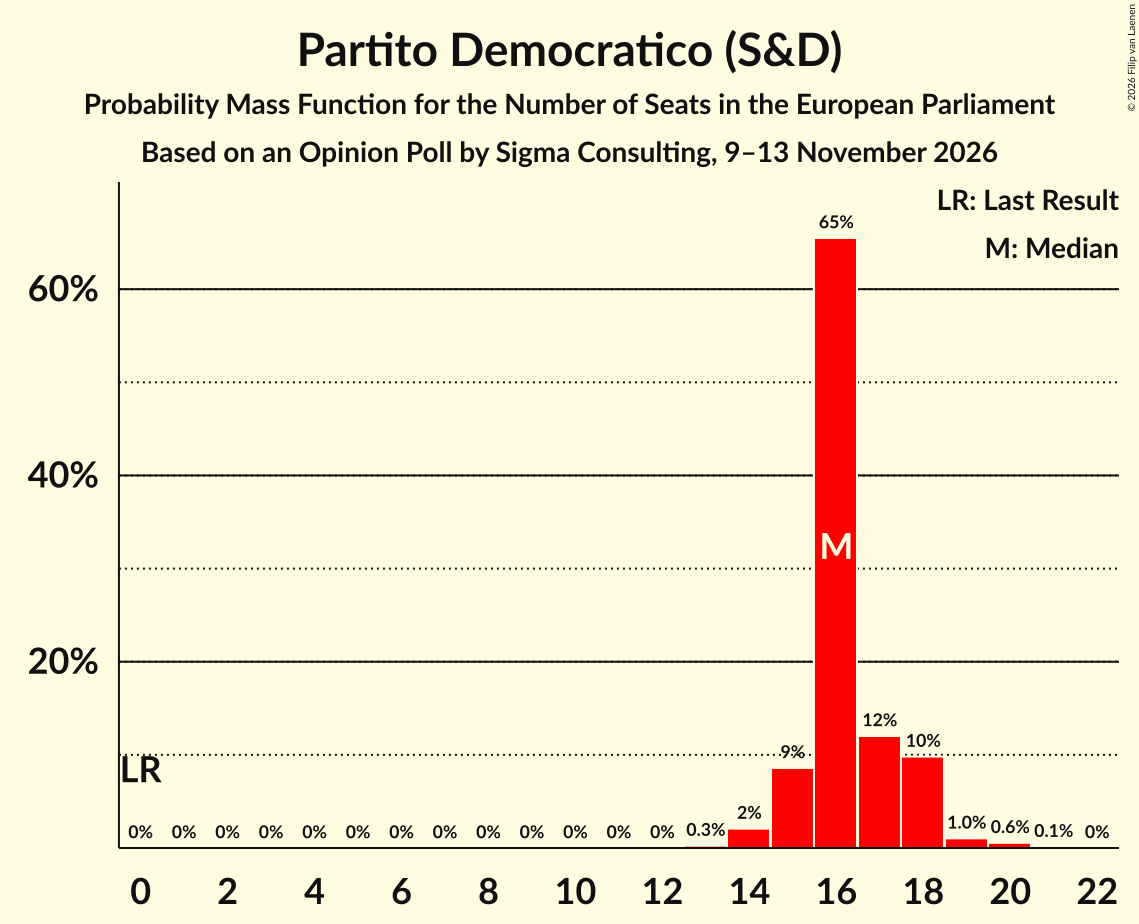 Partito Democratico (S&D)
Probability Mass Function for the Number of Seats in the European Parliament
Based on an Opinion Poll by Sigma Consulting, 9–13 November 2026
© 2026 Filip van Laenen
LR: Last Result
M: Median
60%
40%
20%
65%
M
12%
10%
9%
LR
0% 0% 0% 0% 0% 0% 0% 0% 0% 0% 0% 0% 0% 0.3% 2% 1.0% 0.6% 0.1% 0%
0 2 4 6 8 10 12 14 16 18 20 22